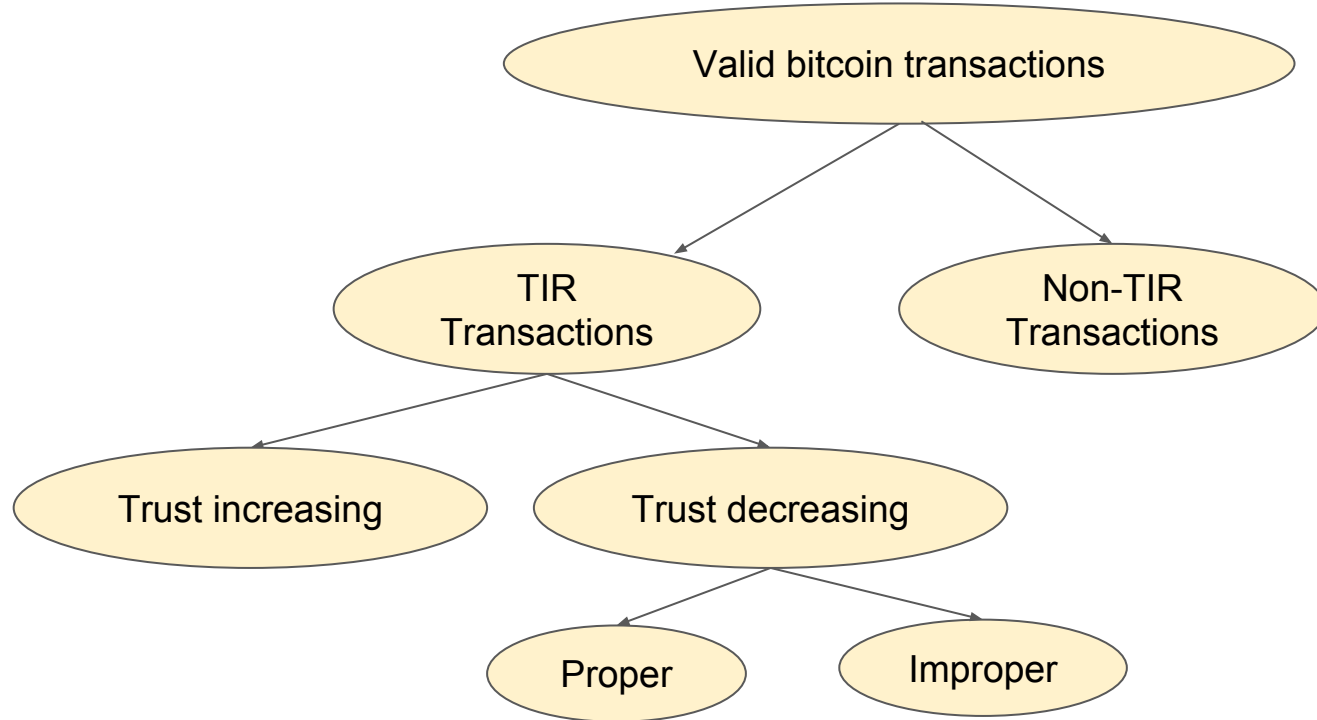 Valid bitcoin transactions
TIR
Transactions
Non-TIR
Transactions
Trust increasing
Trust decreasing
Proper
Improper